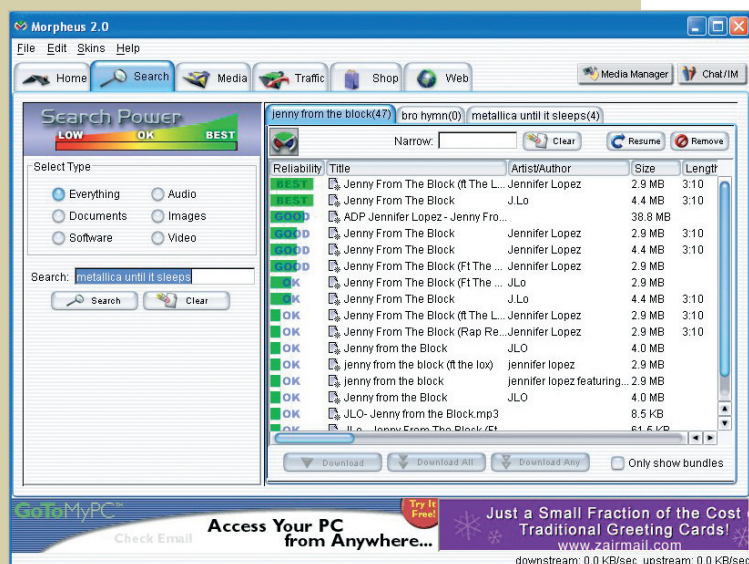 Morpheus 2.0
File Edit Skins Help
Home Search Media Traffic Shop Web Media Manager Chat/IM
Search Power
LOW OK BEST
Select Type
Everything Audio
Documents Images
Software Video
Search: metallica until it sleeps
Search Clear
jenny from the block(47) bro hymn(0) metallica until it sleeps(4)
Narrow: Clear Resume Remove
Reliability Title Artist/Author Size Length
BEST Jenny From The Block (ft The L... Jennifer Lopez 2.9 MB 3:10
BEST Jenny From The Block J.Lo 4.4 MB 3:10
GOOD ADP Jennifer Lopez - Jenny Fro... 38.8 MB
GOOD Jenny From The Block Jennifer Lopez 2.9 MB 3:10
GOOD Jenny From The Block Jennifer Lopez 4.4 MB 3:10
GOOD Jenny From The Block (Ft The ... Jennifer Lopez 2.9 MB
OK Jenny From The Block (Ft The ... JLo 2.9 MB
OK Jenny From The Block J.Lo 4.4 MB 3:10
OK Jenny From The Block (ft The L... Jennifer Lopez 2.9 MB 3:10
OK Jenny From The Block (Rap Re... Jennifer Lopez 2.9 MB 3:10
OK Jenny from the Block JLO 4.0 MB
OK jenny from the block (ft the lox) jennifer lopez 2.9 MB
OK jenny from the block jennifer lopez featuring... 2.9 MB
OK Jenny from the Block JLO 4.0 MB
OK JLO- Jenny from the Block.mp3 8.5 KB
OK JLo - Jenny From The Block (Ft 61.5 KB
Download Download All Download Any Only show bundles
GoToMyPC™
Check Email
Access Your PC
from Anywhere...
Try It
Free!
Just a Small Fraction of the Cost
Traditional Greeting Cards!
www.zairmail.com
downstream: 0.0 KB/sec upstream: 0.0 KB/sec